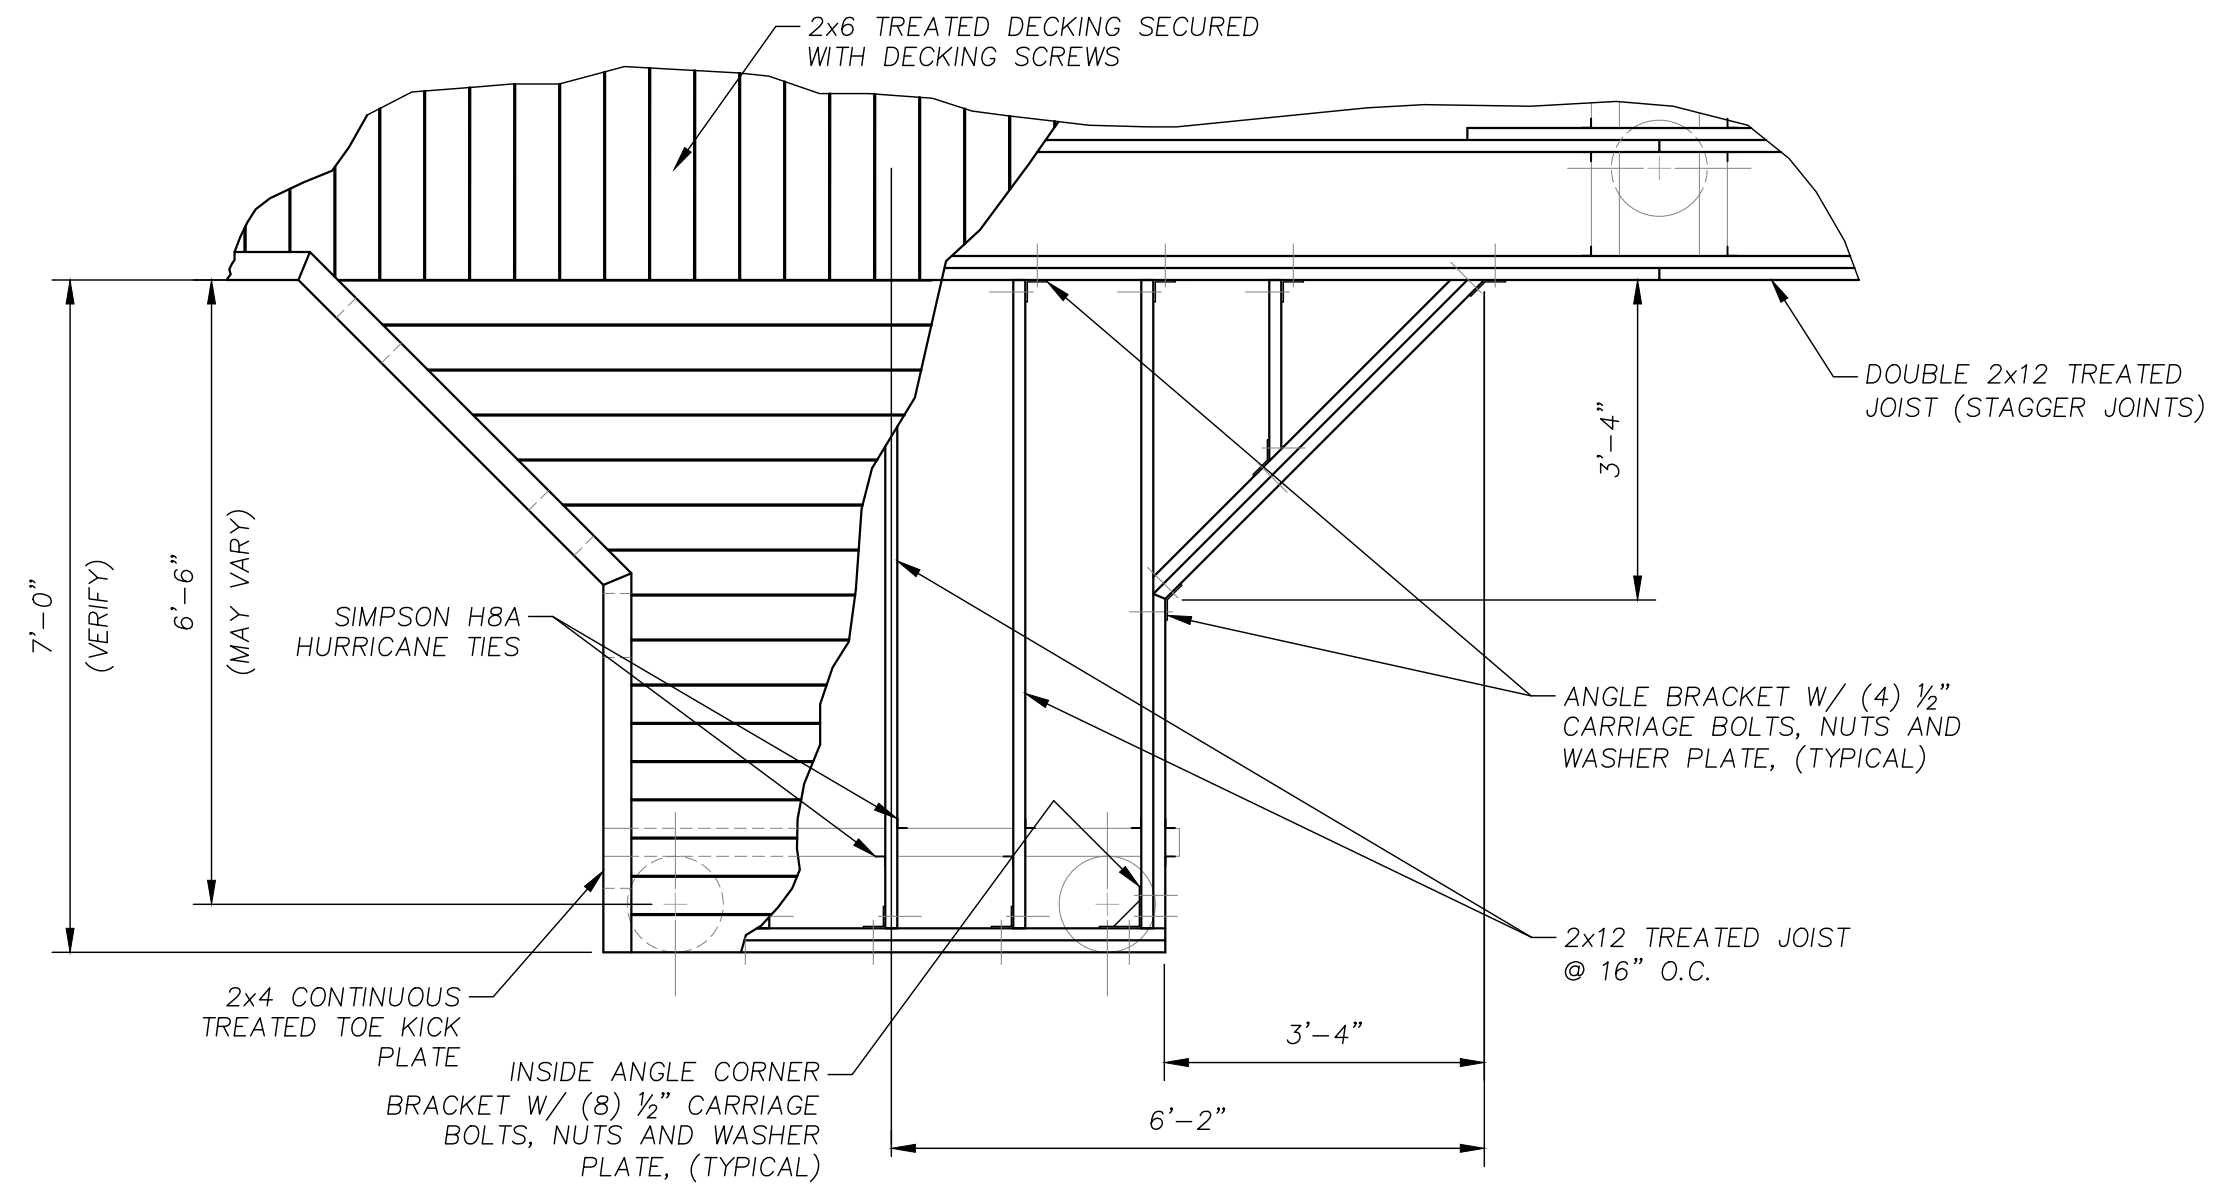 2x6 TREATED DECKING SECURED
WITH DECKING SCREWS
DOUBLE 2x12 TREATED
JOIST (STAGGER JOINTS)
3'-4"
7'-0"
(VERIFY)
6'-6"
(MAY VARY)
SIMPSON H8A
HURRICANE TIES
ANGLE BRACKET W/ (4) ½"
CARRIAGE BOLTS, NUTS AND
WASHER PLATE, (TYPICAL)
2x12 TREATED JOIST
@ 16" O.C.
2x4 CONTINUOUS
TREATED TOE KICK
PLATE
INSIDE ANGLE CORNER
BRACKET W/ (8) ½" CARRIAGE
BOLTS, NUTS AND WASHER
PLATE, (TYPICAL)
3'-4"
6'-2"